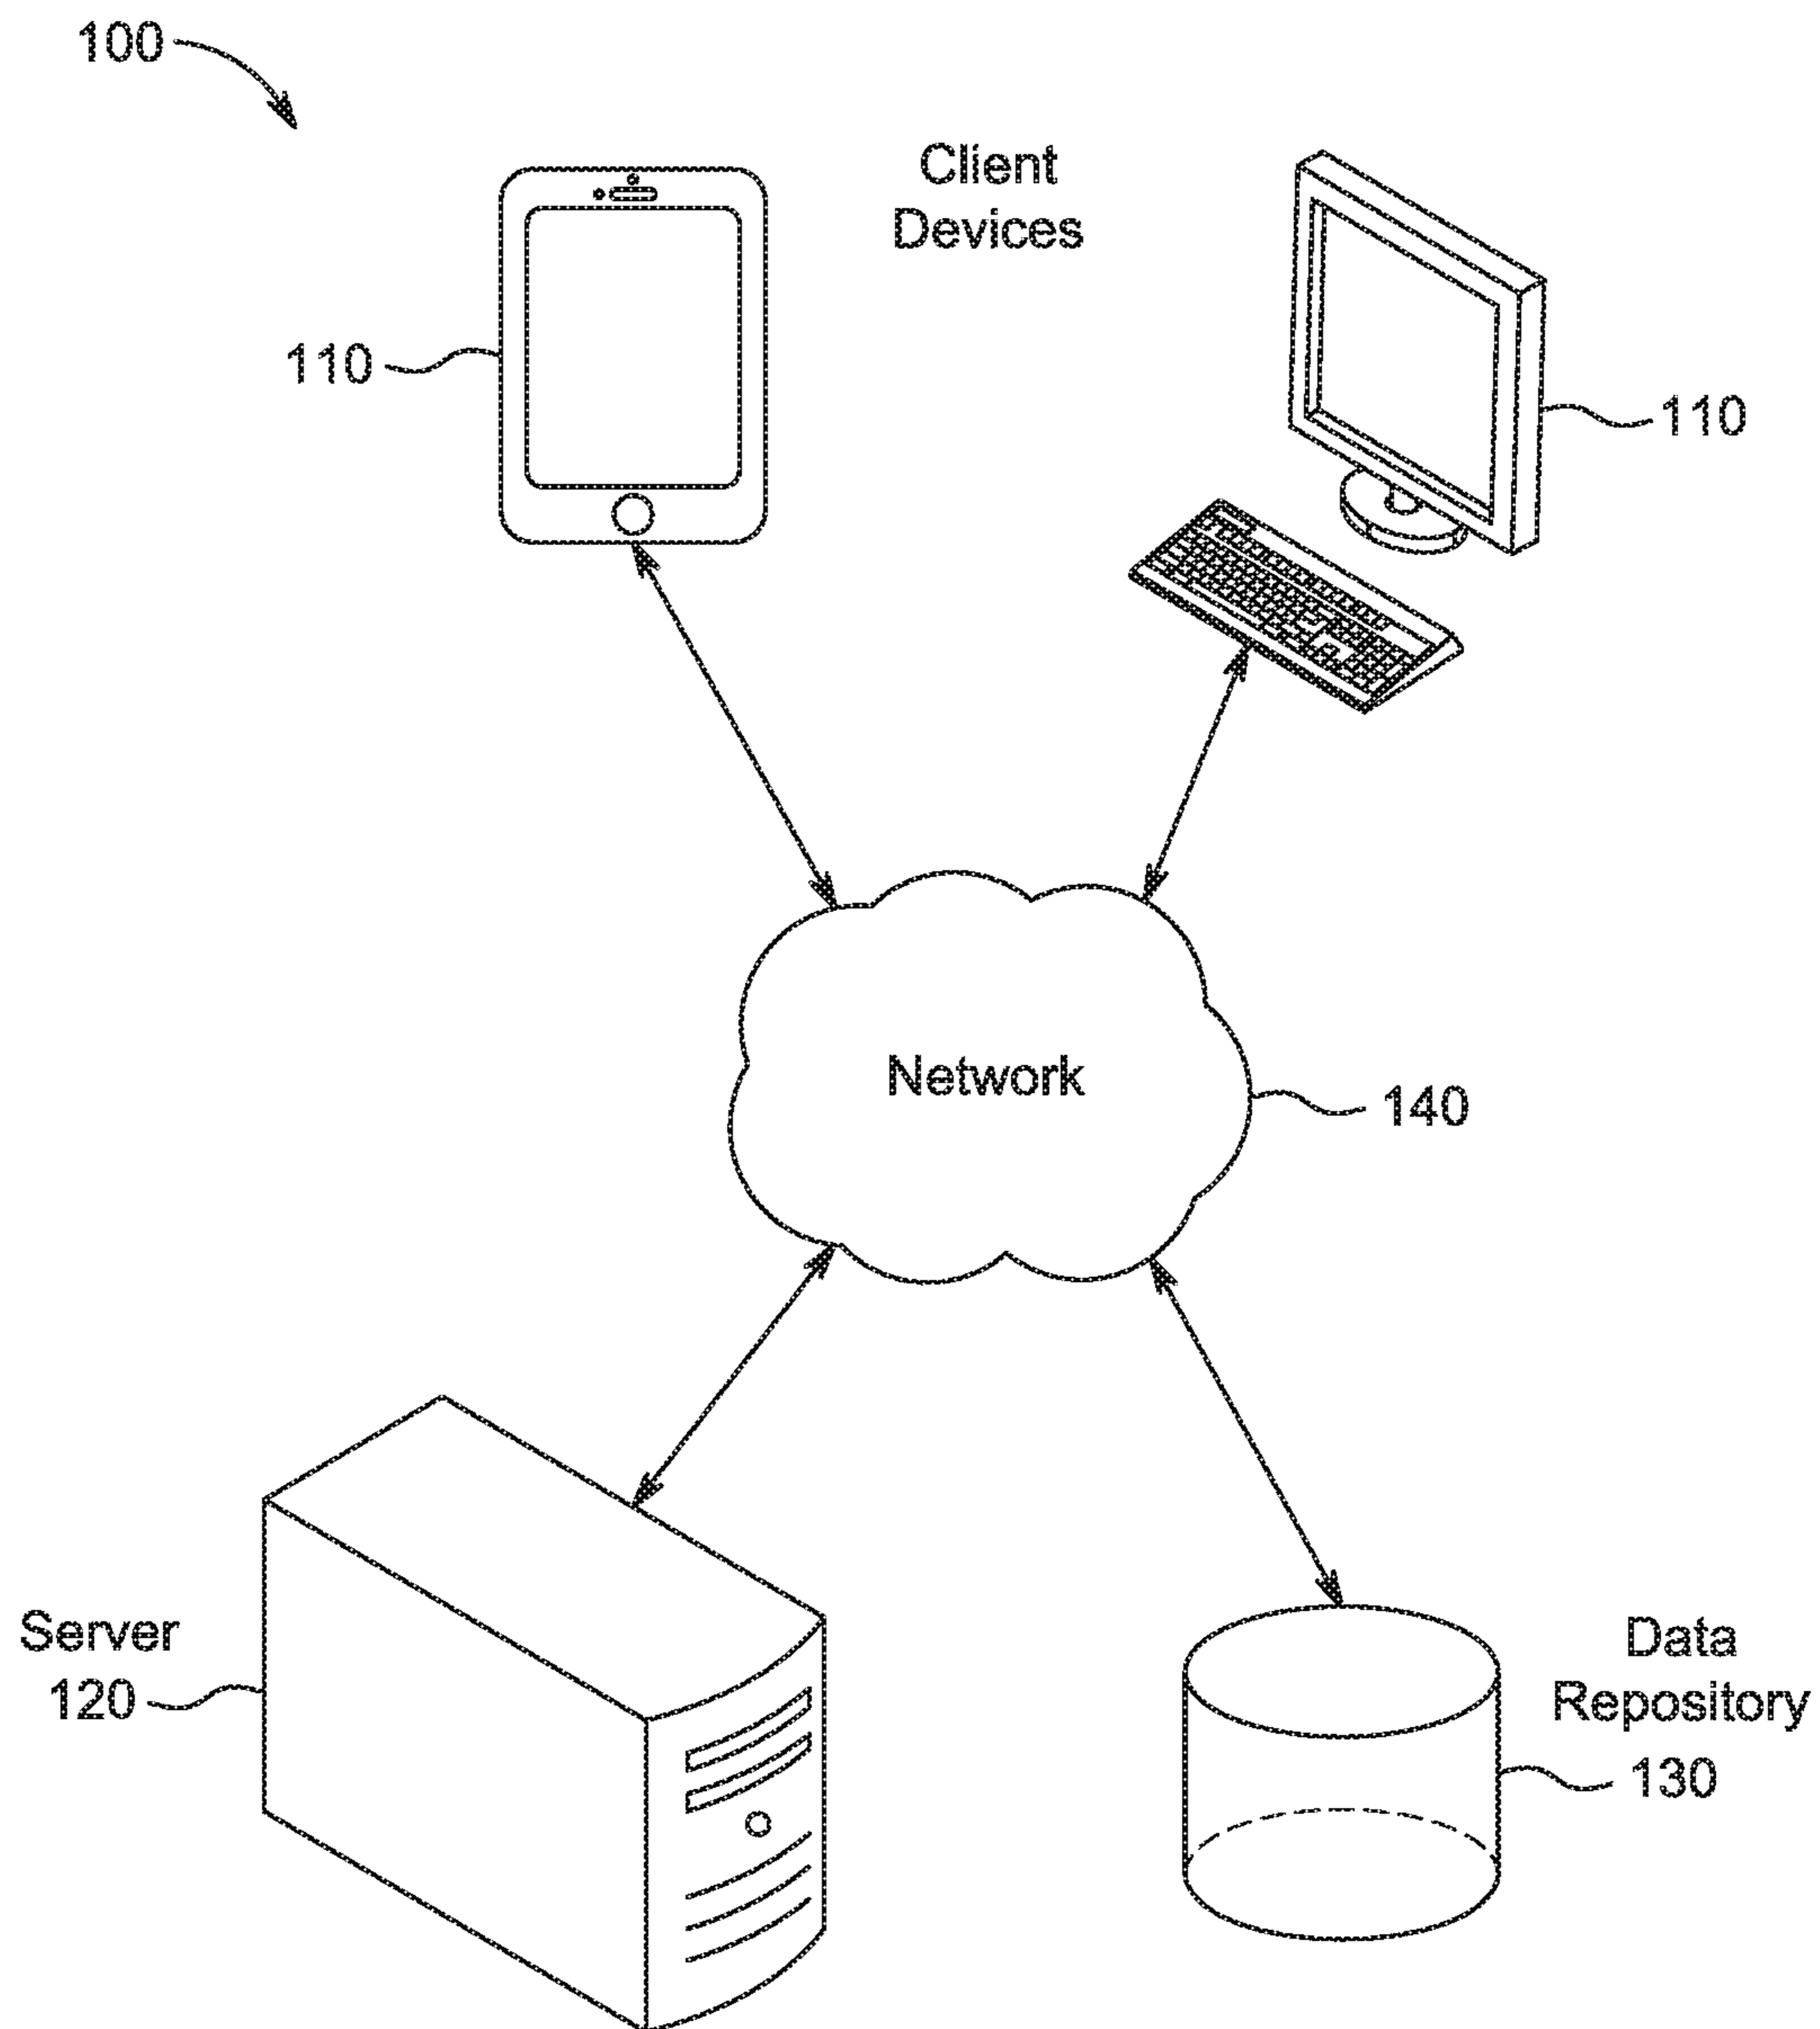 100
Client
Devices
110
110
Network
140
Server
120
Data
Repository
130